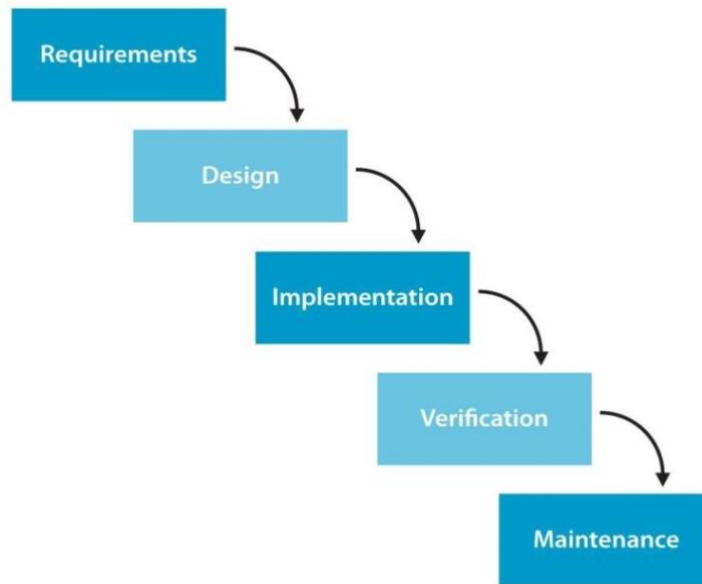 Requirements
Design
Implementation
Verification
Maintenance